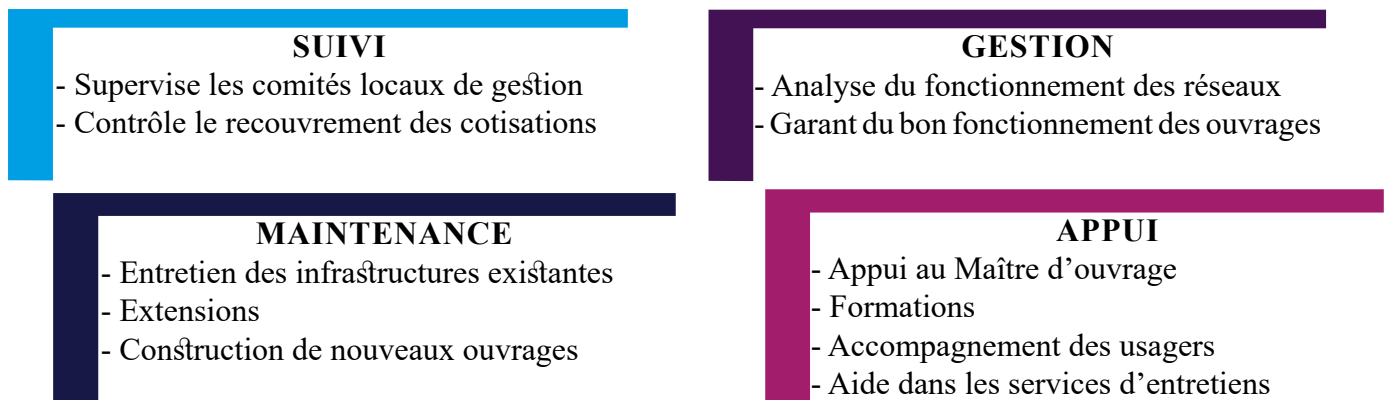 SUIVI
- Supervise les comités locaux de gestion
- Contrôle le recouvrement des cotisations
GESTION
- Analyse du fonctionnement des réseaux
- Garant du bon fonctionnement des ouvrages
MAINTENANCE
- Entretien des infrastructures existantes
- Extensions
- Construction de nouveaux ouvrages
APPUI
- Appui au Maître d’ouvrage
- Formations
- Accompagnement des usagers
- Aide dans les services d’entretiens